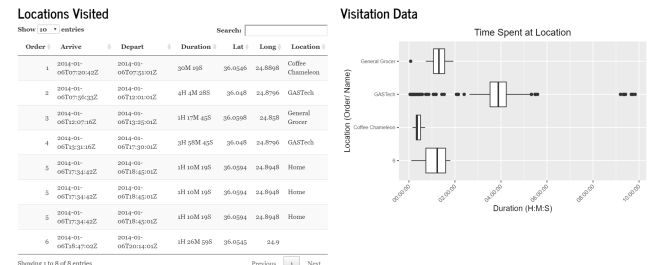 Locations Visited
Show 10 entries
Search:
Order Arrive Depart Duration Lat Long Location
1 2014-01-06T07:20:42Z 2014-01-06T07:51:01Z 30M 19S 36.0546 24.8898 Coffee Chameleon
2 2014-01-06T07:56:33Z 2014-01-06T12:01:01Z 4H 4M 28S 36.048 24.8796 GASTech
3 2014-01-06T12:07:16Z 2014-01-06T13:25:01Z 1H 17M 45S 36.0598 24.858 General Grocer
4 2014-01-06T13:31:16Z 2014-01-06T17:30:01Z 3H 58M 45S 36.048 24.8796 GASTech
5 2014-01-06T17:34:42Z 2014-01-06T18:45:01Z 1H 10M 19S 36.0594 24.8948 Home
5 2014-01-06T17:34:42Z 2014-01-06T18:45:01Z 1H 10M 19S 36.0594 24.8948 Home
5 2014-01-06T17:34:42Z 2014-01-06T18:45:01Z 1H 10M 19S 36.0594 24.8948 Home
6 2014-01-06T18:47:02Z 2014-01-06T20:14:01Z 1H 26M 59S 36.0545 24.9
Showing 1 to 8 of 8 entries
Previous 1 Next
Visitation Data
Time Spent at Location
Location (Order/ Name)
General Grocer
GASTech
Coffee Chameleon
6
00:00:00 02:00:00 04:00:00 06:00:00 08:00:00 10:00:00
Duration (H:M:S)